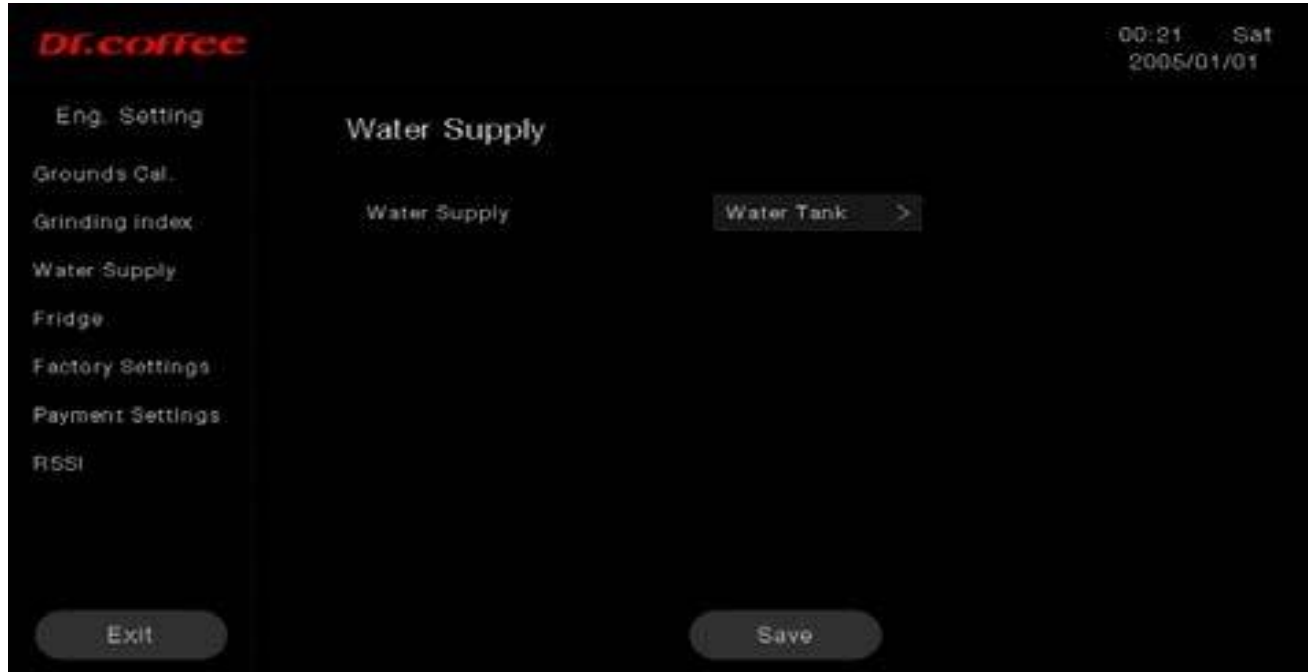 Dr.coffee
00:21 Sat
2005/01/01
Eng. Setting
Grounds Cal.
Grinding index
Water Supply
Fridge
Factory Settings
Payment Settings
RSSI
Exit
Water Supply
Water Supply
Water Tank >
Save